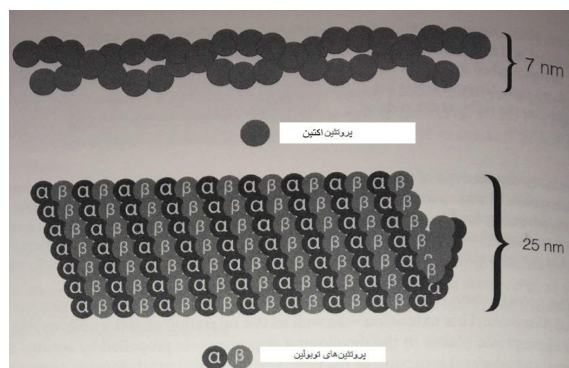 7 nm
پروتئین اکتین
α β α β α β α β α β α β α β α β α β α β
α β α β α β α β α β α β α β α β α β α β
α β α β α β α β α β α β α β α β α β α β
α β α β α β α β α β α β α β α β α β α β
25 nm
α β α β α β α β α β α β α β α β α β α β
α β α β α β α β α β α β α β α β α β α β
α β
پروتئین‌های توبولین